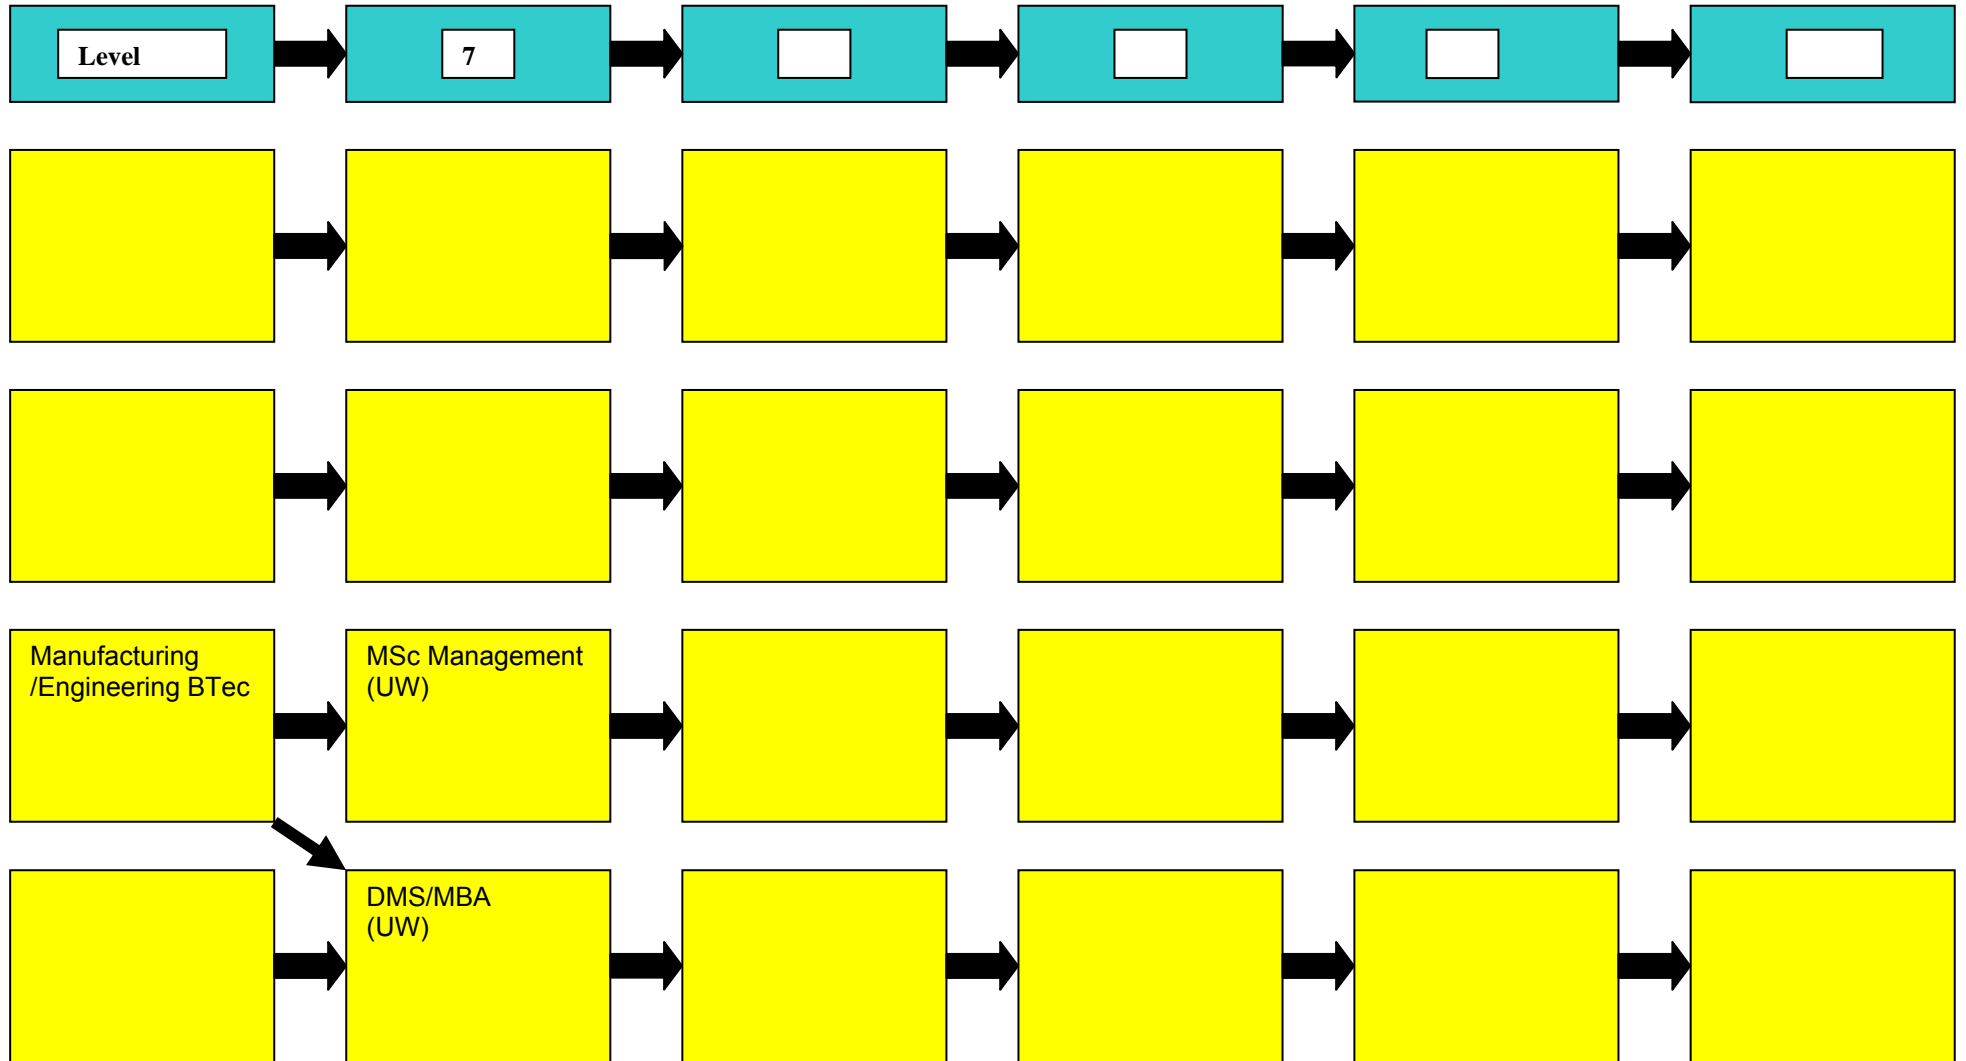 Level
7
Manufacturing
/Engineering BTec
MSc Management
(UW)
DMS/MBA
(UW)